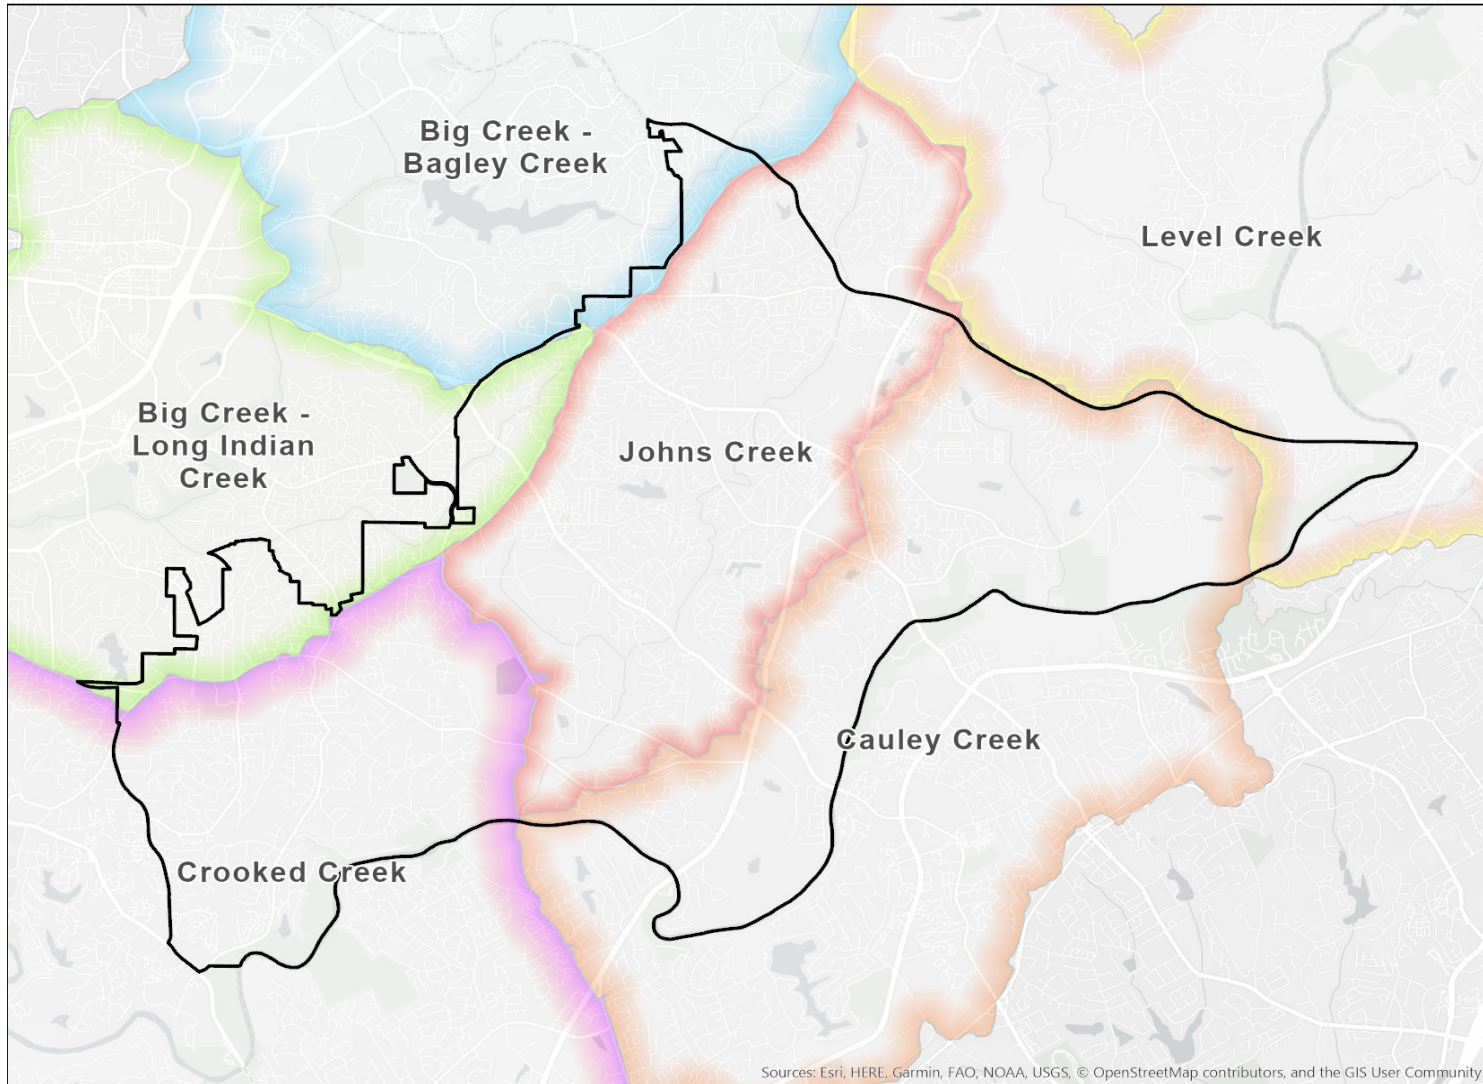 Big Creek -
Bagley Creek
Level Creek
Big Creek -
Long Indian
Creek
Johns Creek
Cauley Creek
Crooked Creek
Sources: Esri, HERE, Garmin, FAO, NOAA, USGS, © OpenStreetMap contributors, and the GIS User Community